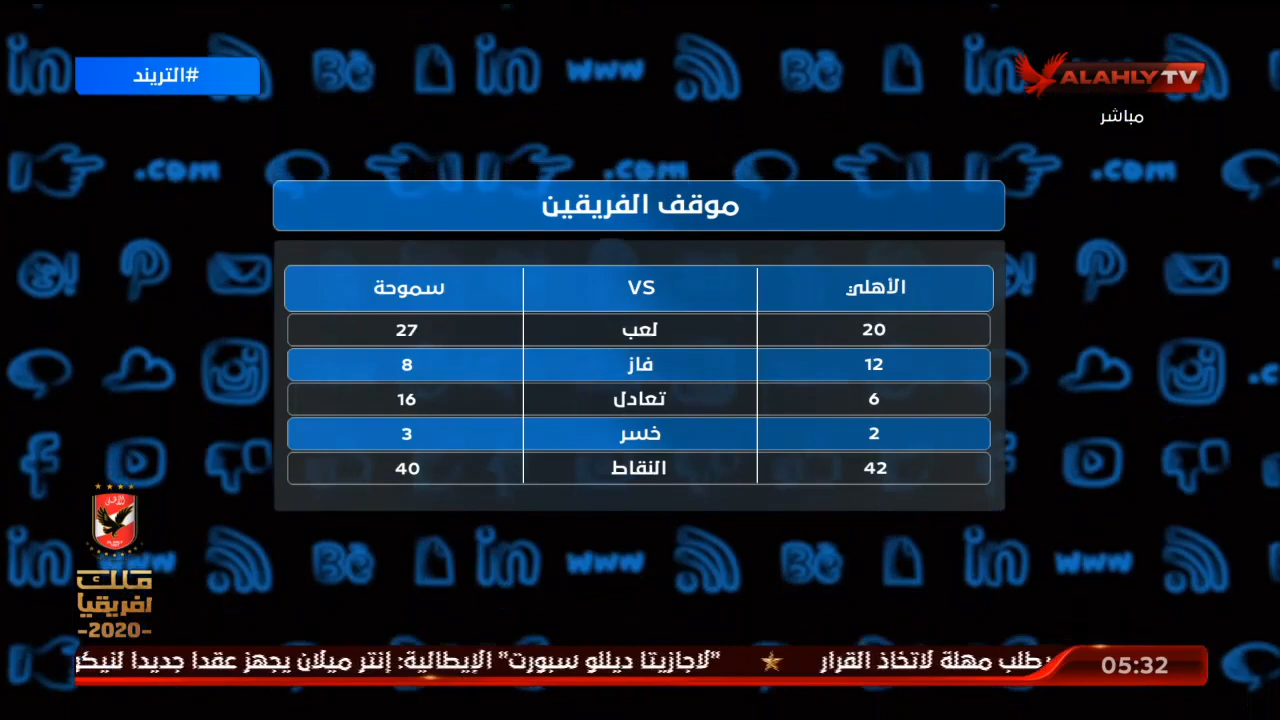 #التريند
ALAHLY TV
مباشر
موقف الفريقين
الأهلي VS سموحة
20 لعب 27
12 فاز 8
6 تعادل 16
2 خسر 3
42 النقاط 40
ملك
افريقيا
-2020-
يطلب مهلة لاتخاذ القرار ★ "لاجازيتا ديللو سبورت" الإيطالية: إنتر ميلان يجهز عقدا جديدا
05:32